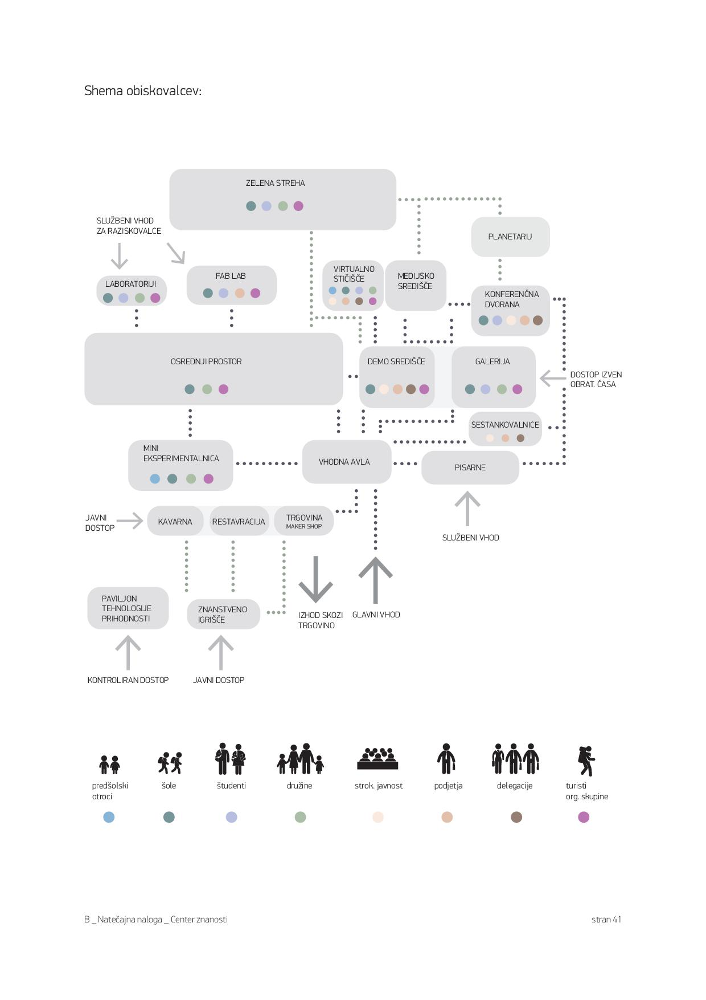 Shema obiskovalcev:
ZELENA STREHA
SLUŽBENI VHOD
ZA RAZISKOVALCE
PLANETARIJ
VIRTUALNO
STIČIŠČE
MEDIJSKO
SREDIŠČE
FAB LAB
LABORATORIJI
KONFERENČNA
DVORANA
OSREDNJI PROSTOR
DEMO SREDIŠČE
GALERIJA
DOSTOP IZVEN
OBRAT. ČASA
SESTANKOVALNICE
MINI
EKSPERIMENTALNICA
VHODNA AVLA
PISARNE
JAVNI
DOSTOP
KAVARNA
RESTAVRACIJA
TRGOVINA
MAKER SHOP
SLUŽBENI VHOD
PAVILJON
TEHNOLOGIJE
PRIHODNOSTI
ZNANSTVENO
IGRIŠČE
IZHOD SKOZI
TRGOVINO
GLAVNI VHOD
KONTROLIRAN DOSTOP
JAVNI DOSTOP
predšolski
otroci
šole
študenti
družine
strok. javnost
podjetja
delegacije
turisti
org. skupine
B _ Natečajna naloga _ Center znanosti
stran 41